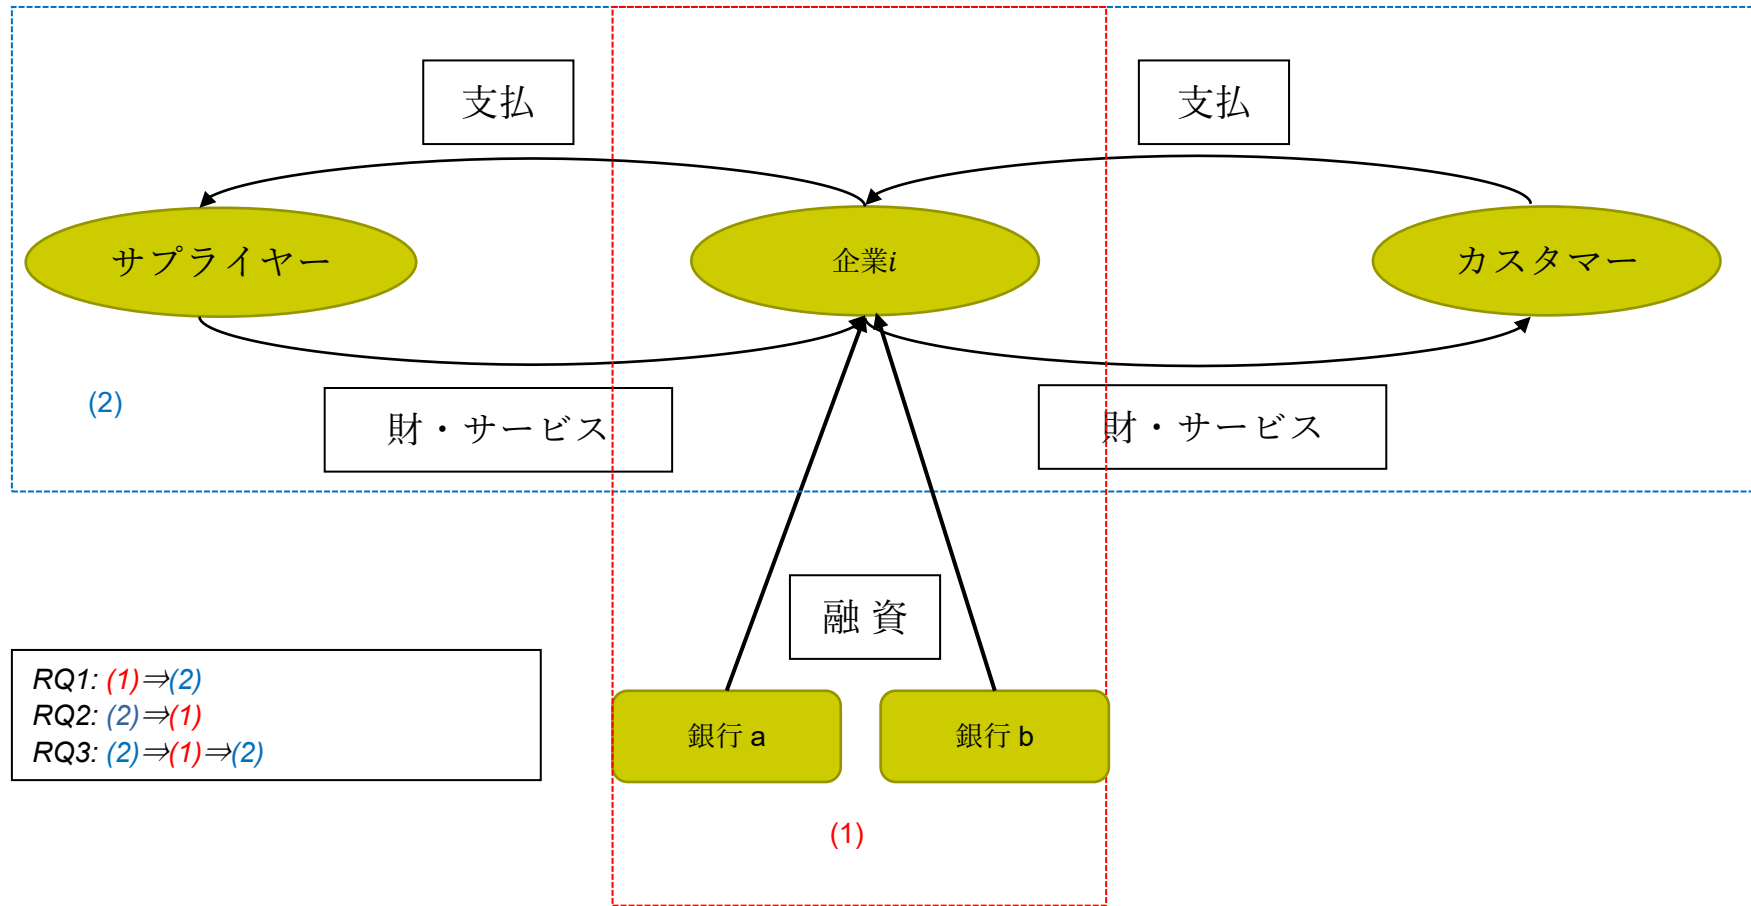 支払
支払
サプライヤー
企業i
カスタマー
(2)
財・サービス
財・サービス
融 資
RQ1: (1)⇒(2)
RQ2: (2)⇒(1)
RQ3: (2)⇒(1)⇒(2)
銀行 a
銀行 b
(1)